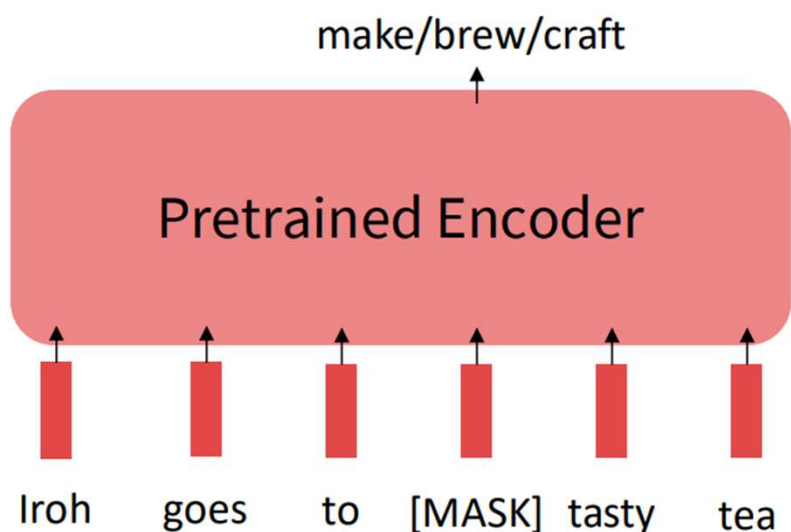 make/brew/craft
Pretrained Encoder
Iroh goes to [MASK] tasty tea